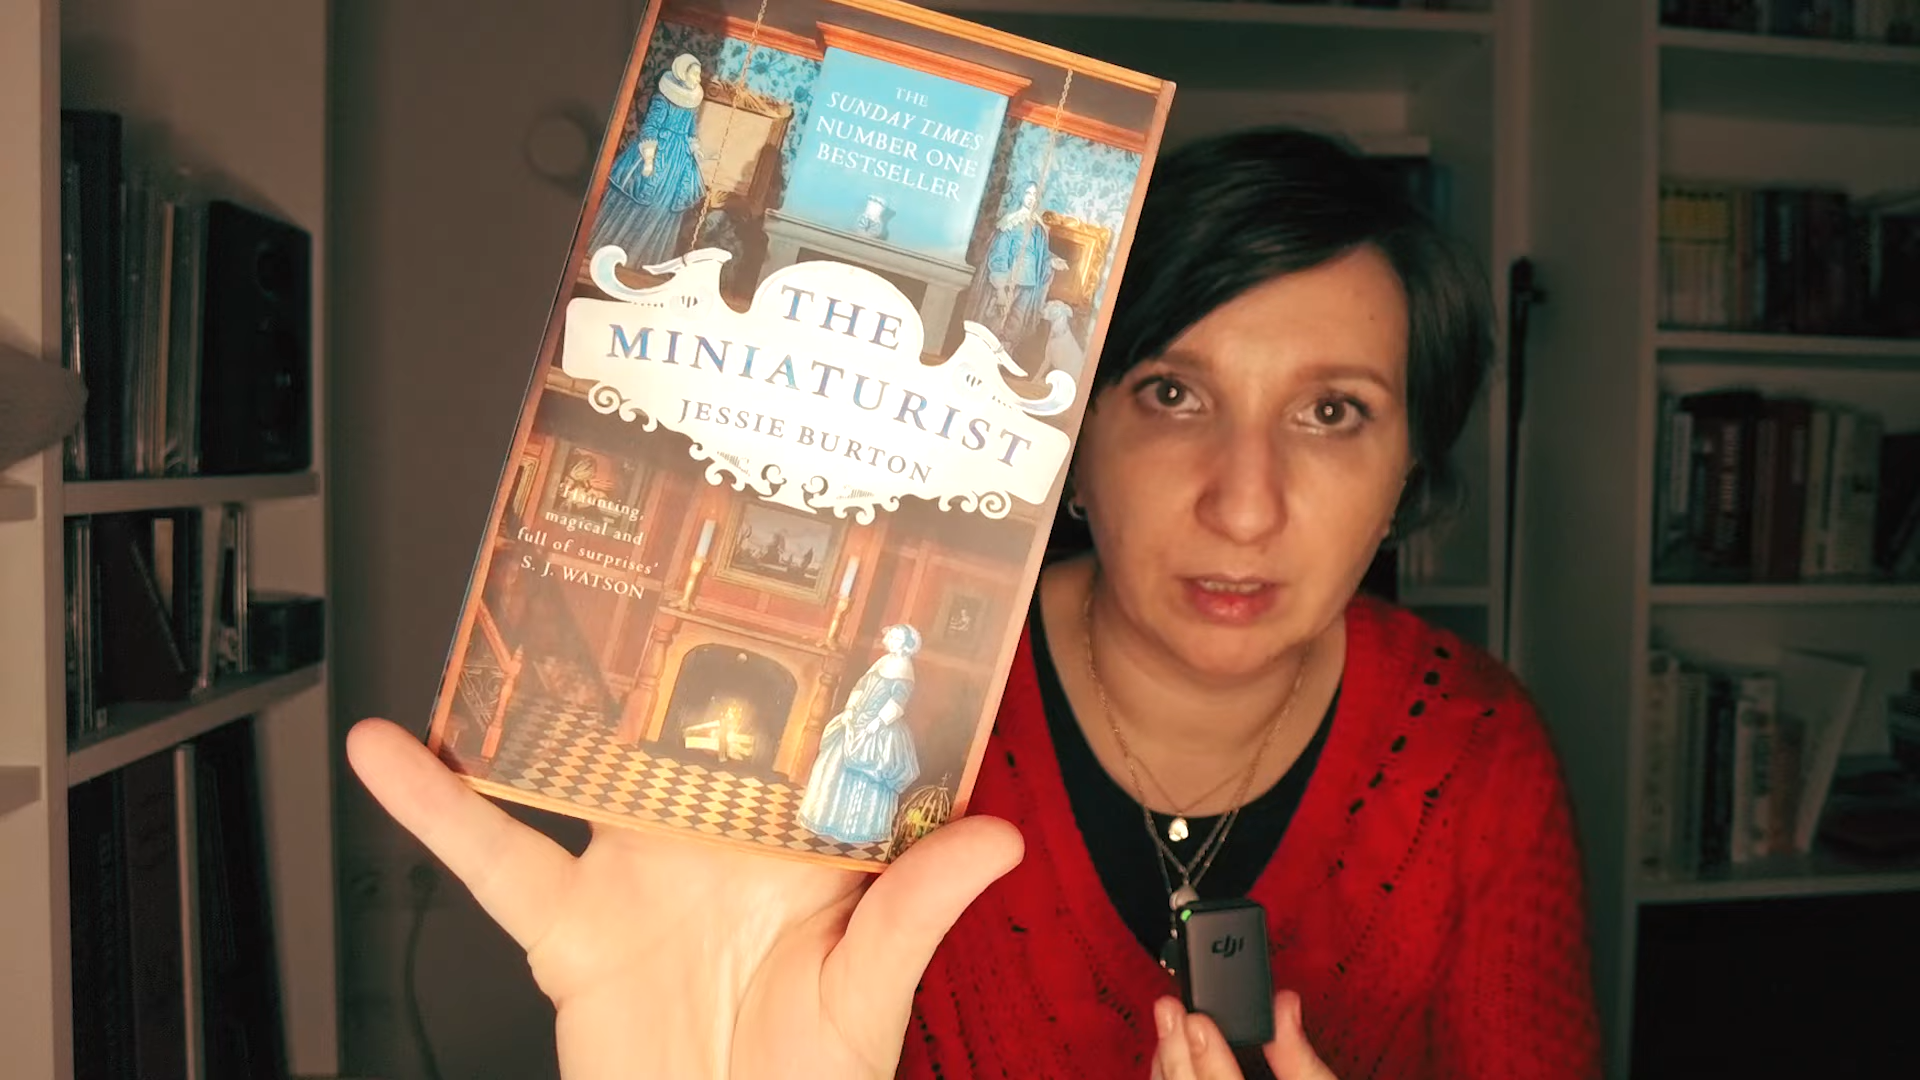 THE
SUNDAY TIMES
NUMBER ONE
BESTSELLER
THE
MINIATURIST
JESSIE BURTON
'Haunting,
magical and
full of surprises'
S. J. WATSON
dji